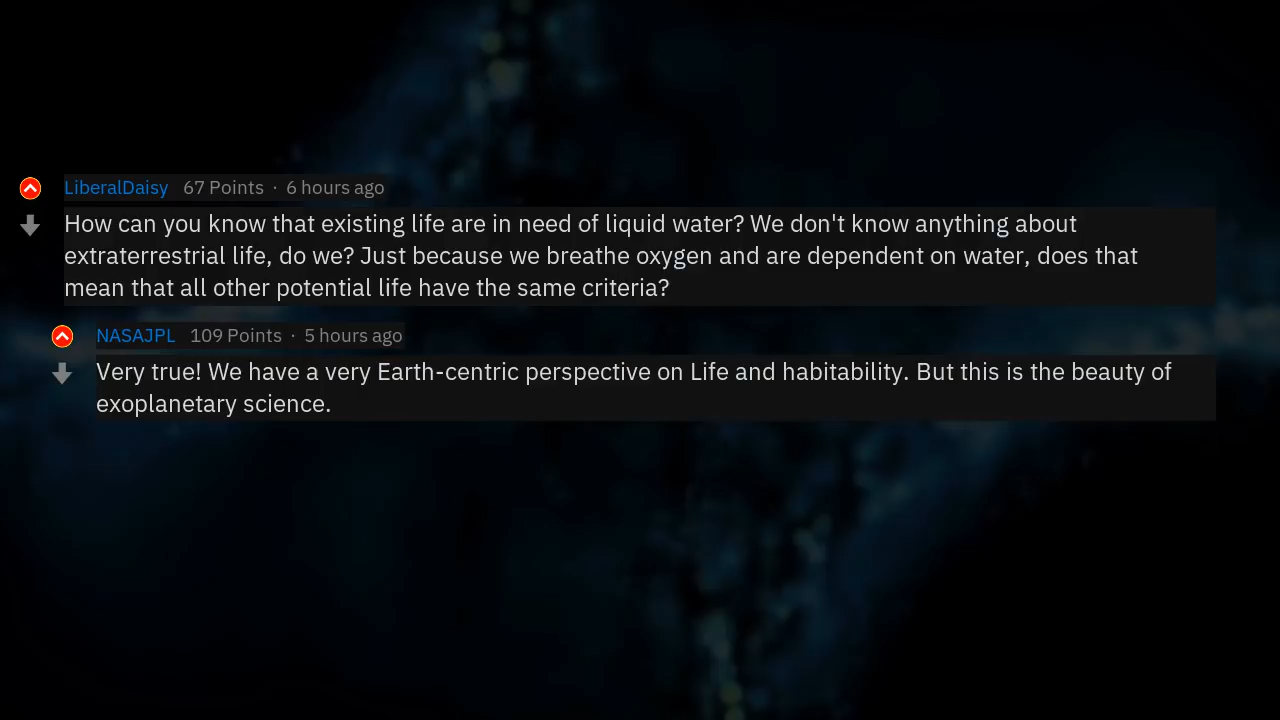 LiberalDaisy 67 Points · 6 hours ago
How can you know that existing life are in need of liquid water? We don't know anything about
extraterrestrial life, do we? Just because we breathe oxygen and are dependent on water, does that
mean that all other potential life have the same criteria?
NASAJPL 109 Points · 5 hours ago
Very true! We have a very Earth-centric perspective on Life and habitability. But this is the beauty of
exoplanetary science.